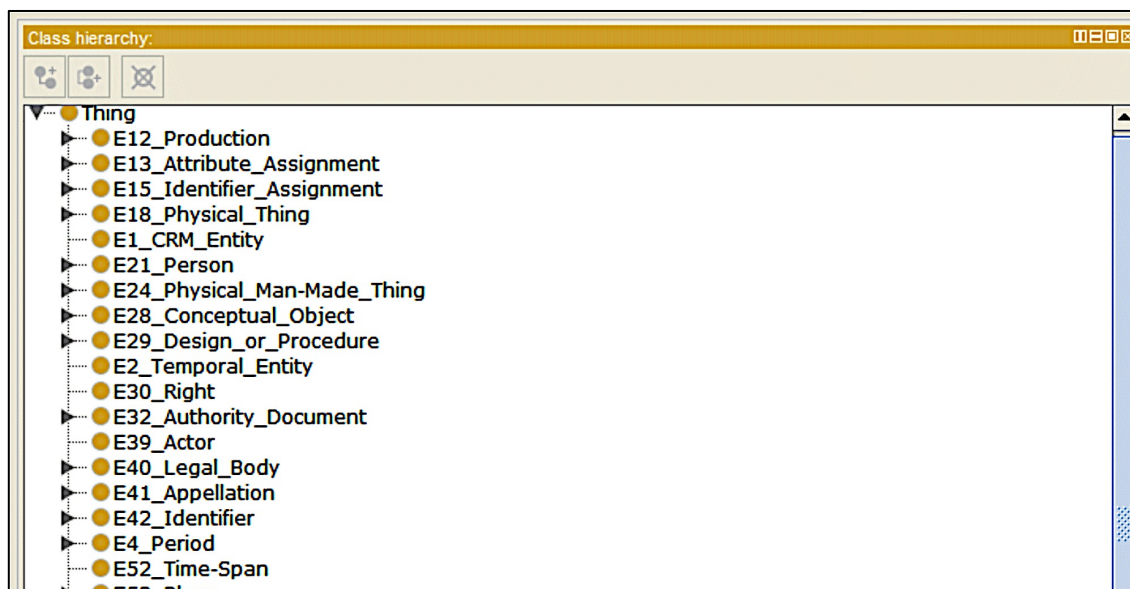 Class hierarchy:
Thing
E12_Production
E13_Attribute_Assignment
E15_Identifier_Assignment
E18_Physical_Thing
E1_CRM_Entity
E21_Person
E24_Physical_Man-Made_Thing
E28_Conceptual_Object
E29_Design_or_Procedure
E2_Temporal_Entity
E30_Right
E32_Authority_Document
E39_Actor
E40_Legal_Body
E41_Appellation
E42_Identifier
E4_Period
E52_Time-Span